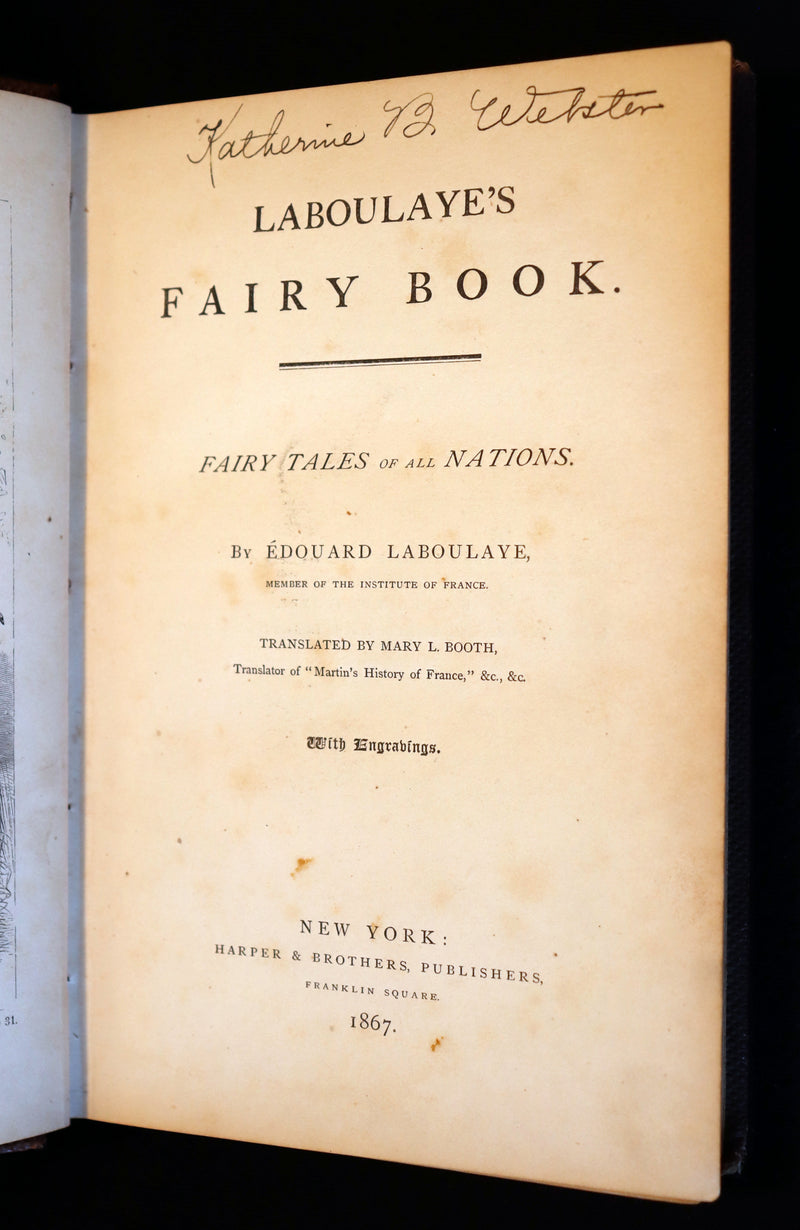 Katherine B Webster
LABOULAYE'S
FAIRY BOOK.
FAIRY TALES OF ALL NATIONS.
By ÉDOUARD LABOULAYE,
MEMBER OF THE INSTITUTE OF FRANCE.
TRANSLATED BY MARY L. BOOTH,
Translator of "Martin's History of France," &c., &c.
With Engravings.
NEW YORK:
HARPER & BROTHERS, PUBLISHERS,
FRANKLIN SQUARE.
1867.
31.